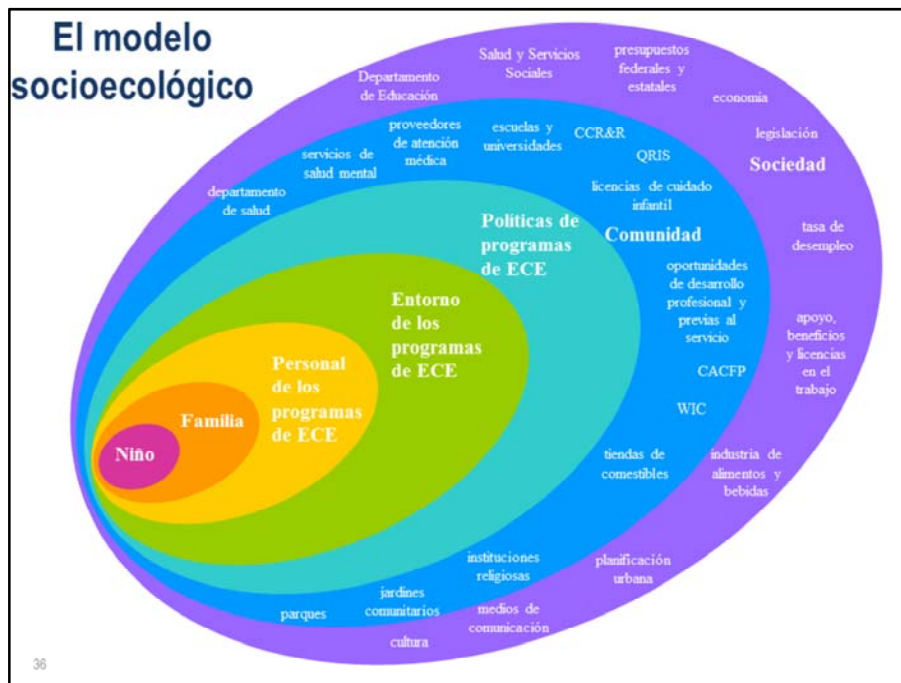 El modelo
socioecológico
Departamento
de Educación
Salud y Servicios
Sociales
presupuestos
federales y
estatales
economía
legislación
Sociedad
tasa de
desempleo
apoyo,
beneficios
y licencias
en el
trabajo
industria de
alimentos y
bebidas
planificación
urbana
medios de
comunicación
cultura
departamento
de salud
servicios de
salud mental
proveedores
de atención
médica
escuelas y
universidades
CCR&R
QRIS
licencias de cuidado
infantil
Comunidad
oportunidades
de desarrollo
profesional y
previas al
servicio
CACFP
WIC
tiendas de
comestibles
instituciones
religiosas
jardines
comunitarios
parques
Políticas de
programas
de ECE
Entorno
de los
programas
de ECE
Personal
de los
programas
de ECE
Familia
Niño
36